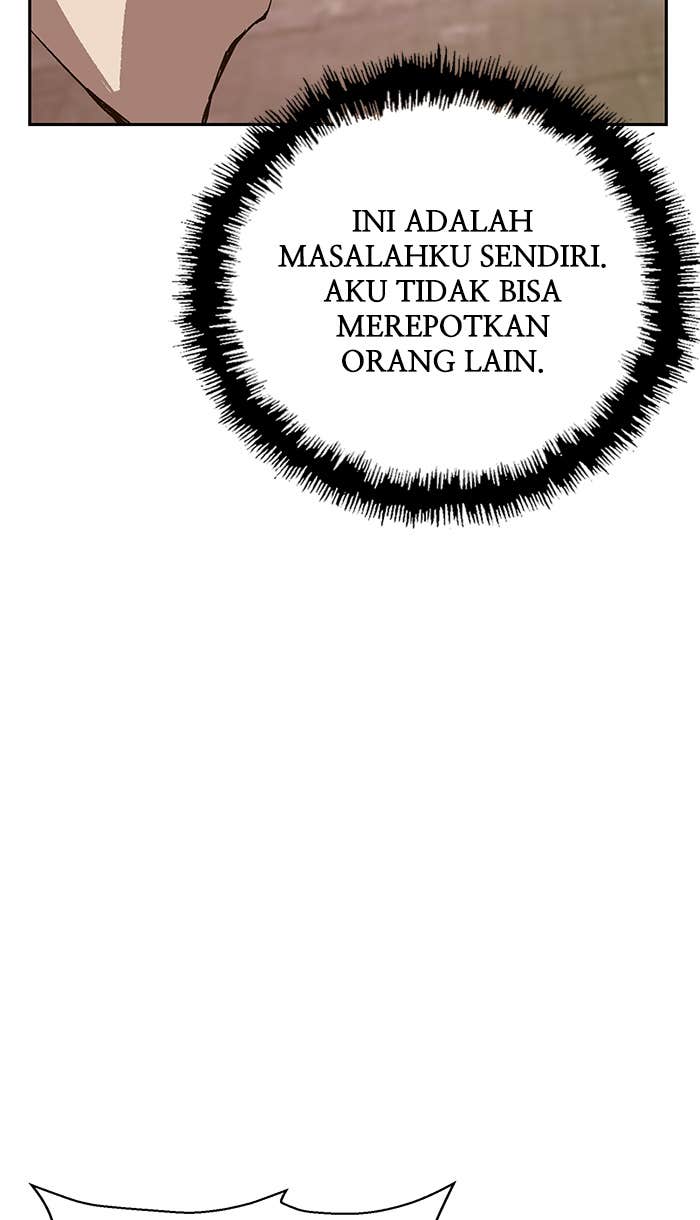 INI ADALAH
MASALAHKU SENDIRI.
AKU TIDAK BISA
MEREPOTKAN
ORANG LAIN.